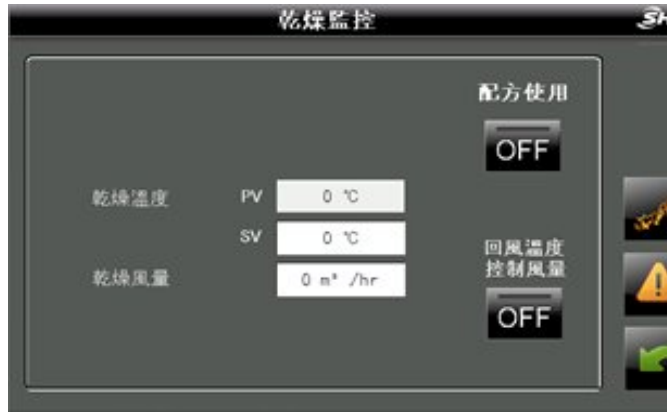 乾燥監控
配方使用
OFF
乾燥溫度 PV 0 ℃
SV 0 ℃
乾燥風量 0 m³ /hr
回風溫度
控制風量
OFF